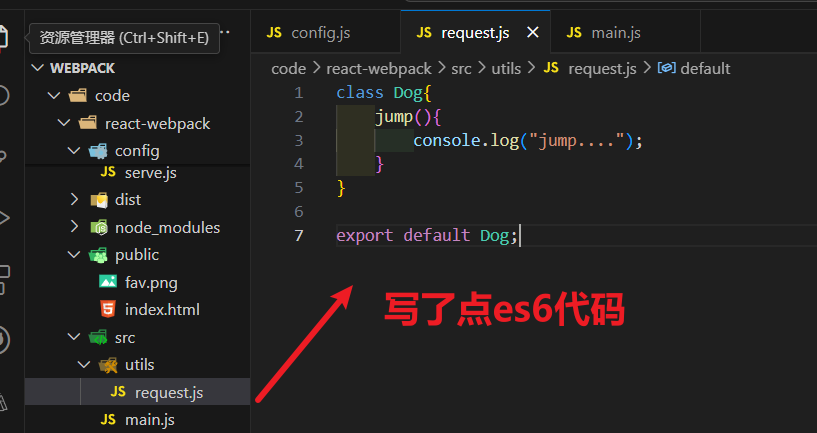 资源管理器 (Ctrl+Shift+E)
JS config.js
JS request.js
JS main.js
WEBPACK
code
react-webpack
config
JS serve.js
dist
node_modules
public
fav.png
index.html
src
utils
JS request.js
JS main.js
code > react-webpack > src > utils > JS request.js > default
1 class Dog{
2 jump(){
3 console.log("jump....");
4 }
5 }
6
7 export default Dog;
写了点es6代码